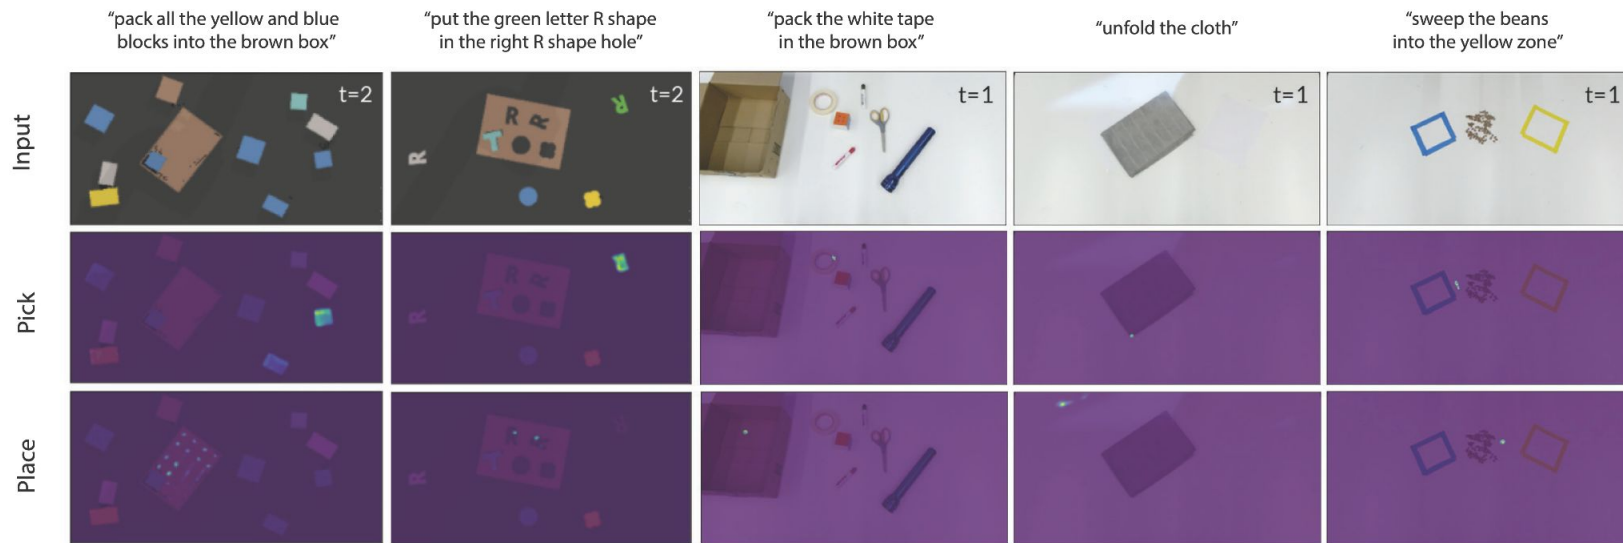 “pack all the yellow and blue
blocks into the brown box”
“put the green letter R shape
in the right R shape hole”
“pack the white tape
in the brown box”
“unfold the cloth”
“sweep the beans
into the yellow zone”
Input
t=2
t=2
t=1
t=1
t=1
R
R
R
R
Pick
Place